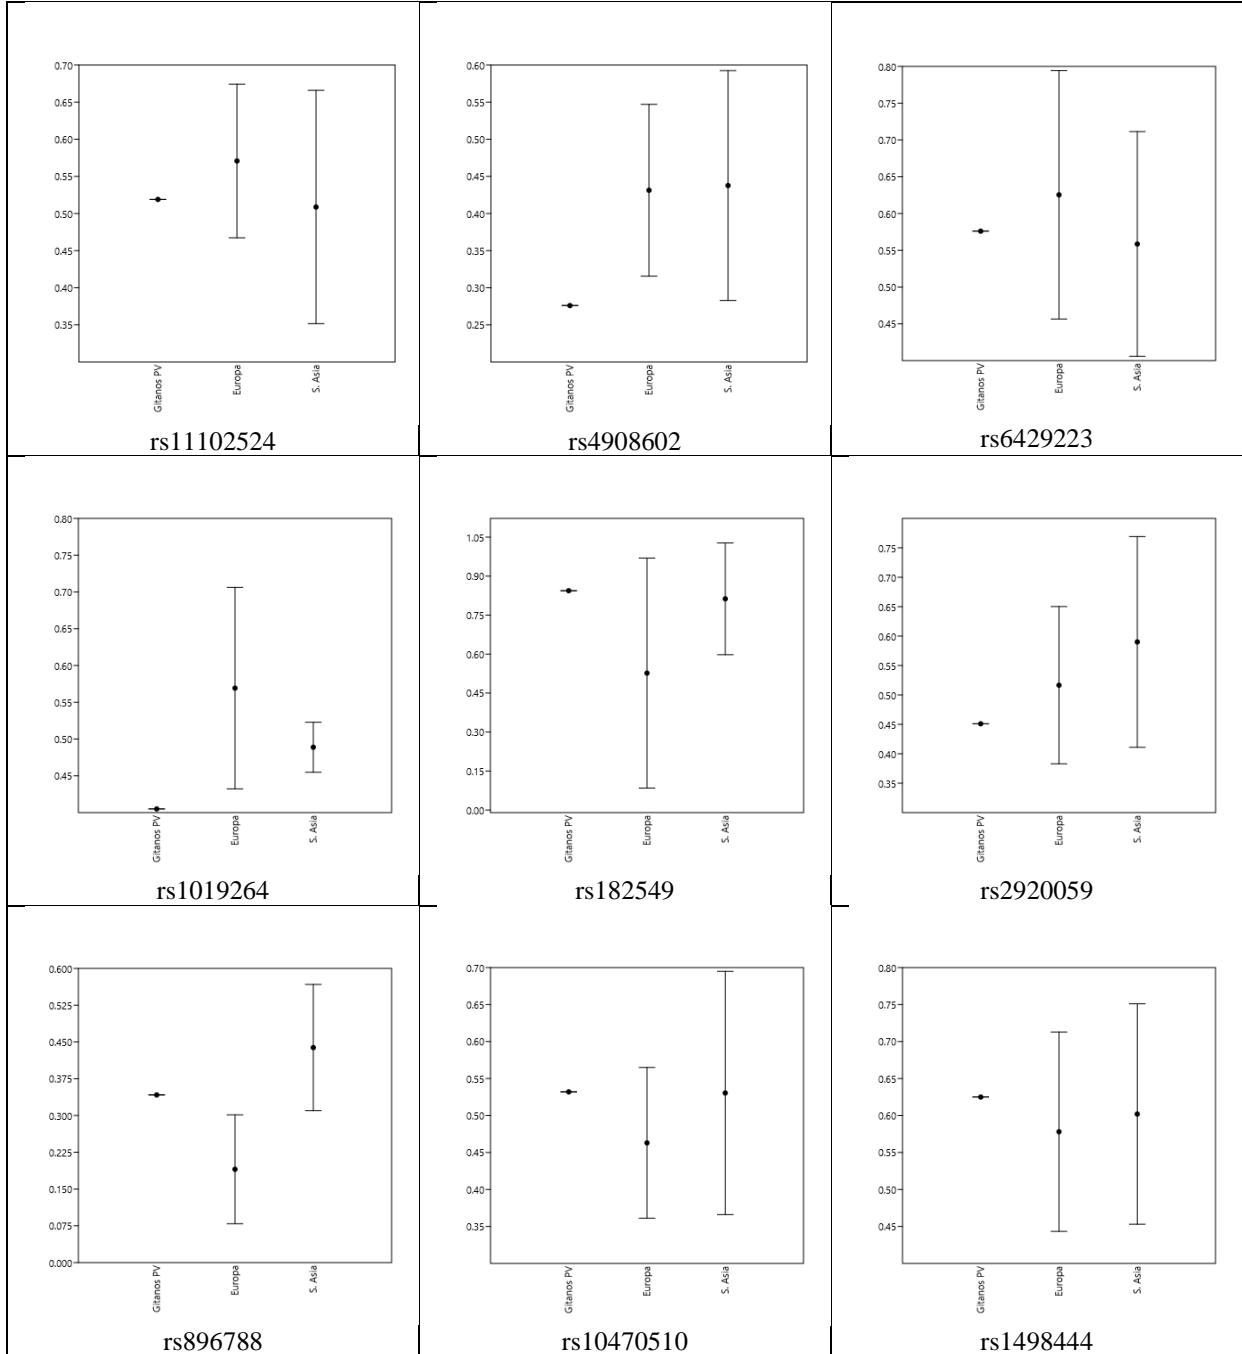 0.70
0.65
0.60
0.55
0.50
0.45
0.40
0.35
Gitanos PV
Europa
S. Asia
rs11102524
0.60
0.55
0.50
0.45
0.40
0.35
0.30
0.25
Gitanos PV
Europa
S. Asia
rs4908602
0.80
0.75
0.70
0.65
0.60
0.55
0.50
0.45
Gitanos PV
Europa
S. Asia
rs6429223
0.80
0.75
0.70
0.65
0.60
0.55
0.50
0.45
Gitanos PV
Europa
S. Asia
rs1019264
1.05
0.90
0.75
0.60
0.45
0.30
0.15
0.00
Gitanos PV
Europa
S. Asia
rs182549
0.75
0.70
0.65
0.60
0.55
0.50
0.45
0.40
0.35
Gitanos PV
Europa
S. Asia
rs2920059
0.600
0.525
0.450
0.375
0.300
0.225
0.150
0.075
0.000
Gitanos PV
Europa
S. Asia
rs896788
0.70
0.65
0.60
0.55
0.50
0.45
0.40
0.35
Gitanos PV
Europa
S. Asia
rs10470510
0.80
0.75
0.70
0.65
0.60
0.55
0.50
0.45
Gitanos PV
Europa
S. Asia
rs1498444